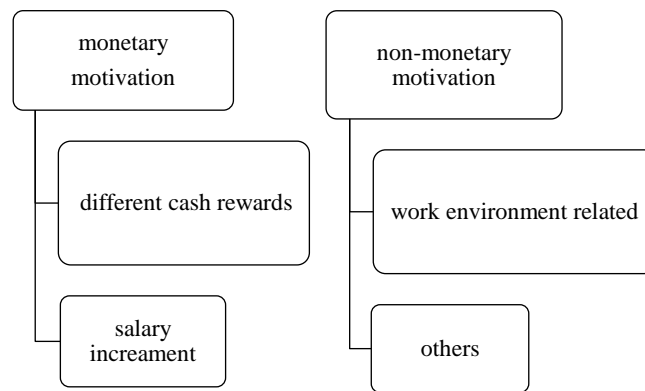 monetary
motivation
different cash rewards
salary
increament
non-monetary
motivation
work environment related
others